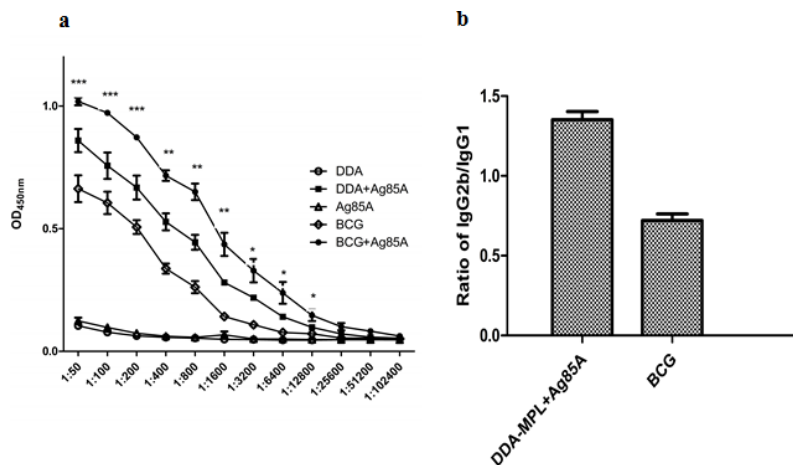 a
***
***
***
**
**
**
*
*
*
1.0
0.5
0.0
OD450nm
DDA
DDA+Ag85A
Ag85A
BCG
BCG+Ag85A
1:50
1:100
1:200
1:400
1:800
1:1600
1:3200
1:6400
1:12800
1:25600
1:51200
1:102400
b
1.5
1.0
0.5
0.0
Ratio of IgG2b/IgG1
DDA-MPL+Ag85A
BCG